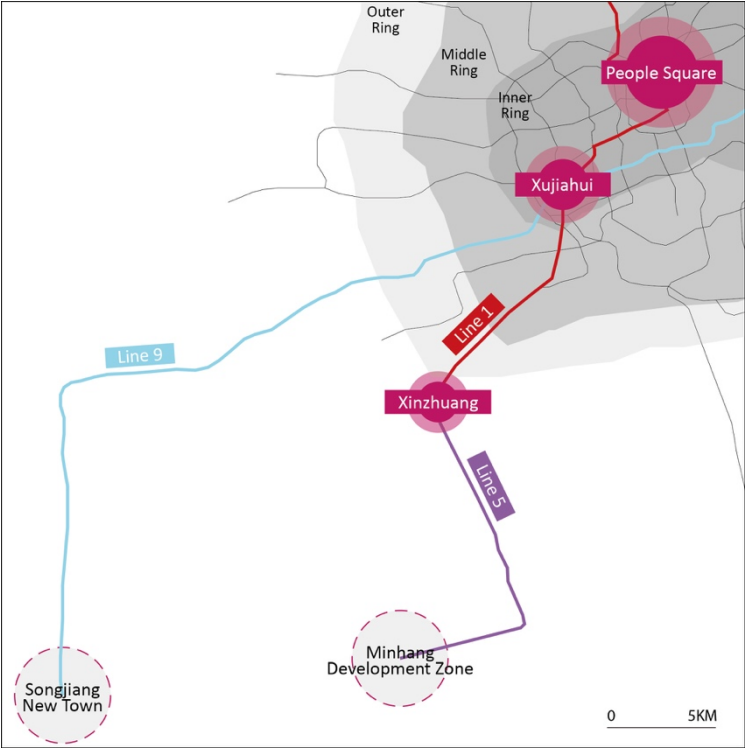 Outer
Ring
Middle
Ring
People Square
Inner
Ring
Xujiahui
Line 1
Line 9
Xinzhuang
Line 5
Minhang
Development Zone
Songjiang
New Town
0 5KM